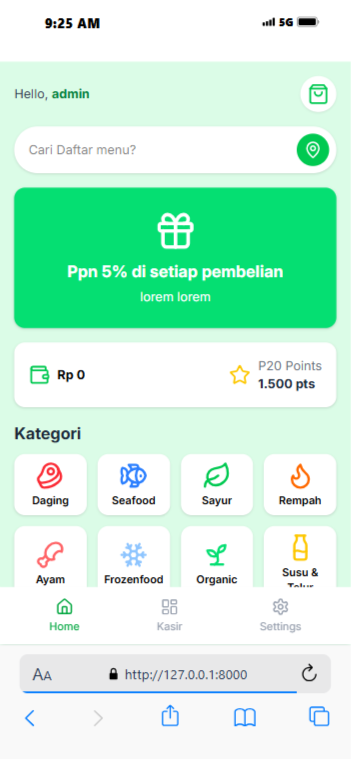 9:25 AM
5G
Hello, admin
Cari Daftar menu?
Ppn 5% di setiap pembelian
lorem lorem
Rp 0
P20 Points
1.500 pts
Kategori
Daging
Seafood
Sayur
Rempah
Ayam
Frozenfood
Organic
Susu &
Telur
Home
Kasir
Settings
AA
http://127.0.0.1:8000